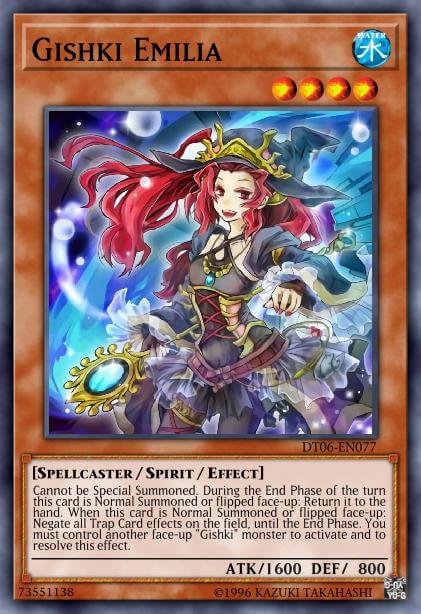 GISHKI EMILIA
WATER
水
DT06-EN077
[SPELLCASTER / SPIRIT / EFFECT]
Cannot be Special Summoned. During the End Phase of the turn
this card is Normal Summoned or flipped face-up: Return it to the
hand. When this card is Normal Summoned or flipped face-up:
Negate all Trap Card effects on the field, until the End Phase. You
must control another face-up "Gishki" monster to activate and
resolve this effect.
ATK/1600 DEF/ 800
73551138
©1996 KAZUKI TAKAHASHI